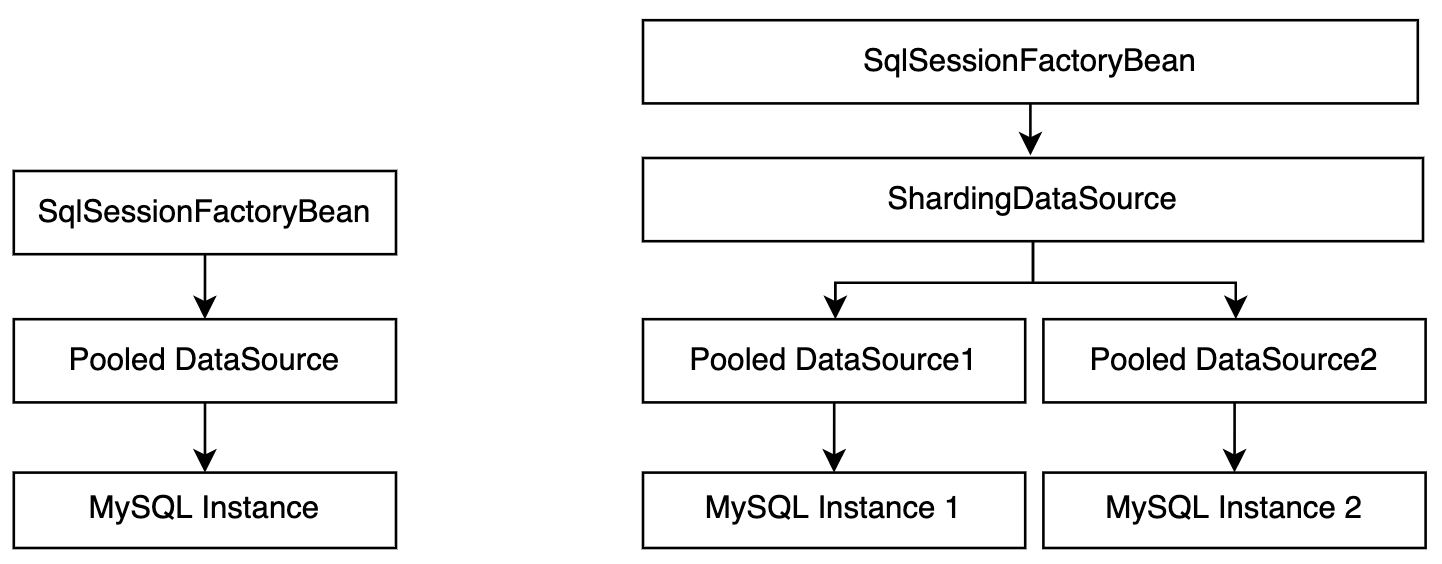 SqlSessionFactoryBean
Pooled DataSource
MySQL Instance
SqlSessionFactoryBean
ShardingDataSource
Pooled DataSource1
Pooled DataSource2
MySQL Instance 1
MySQL Instance 2